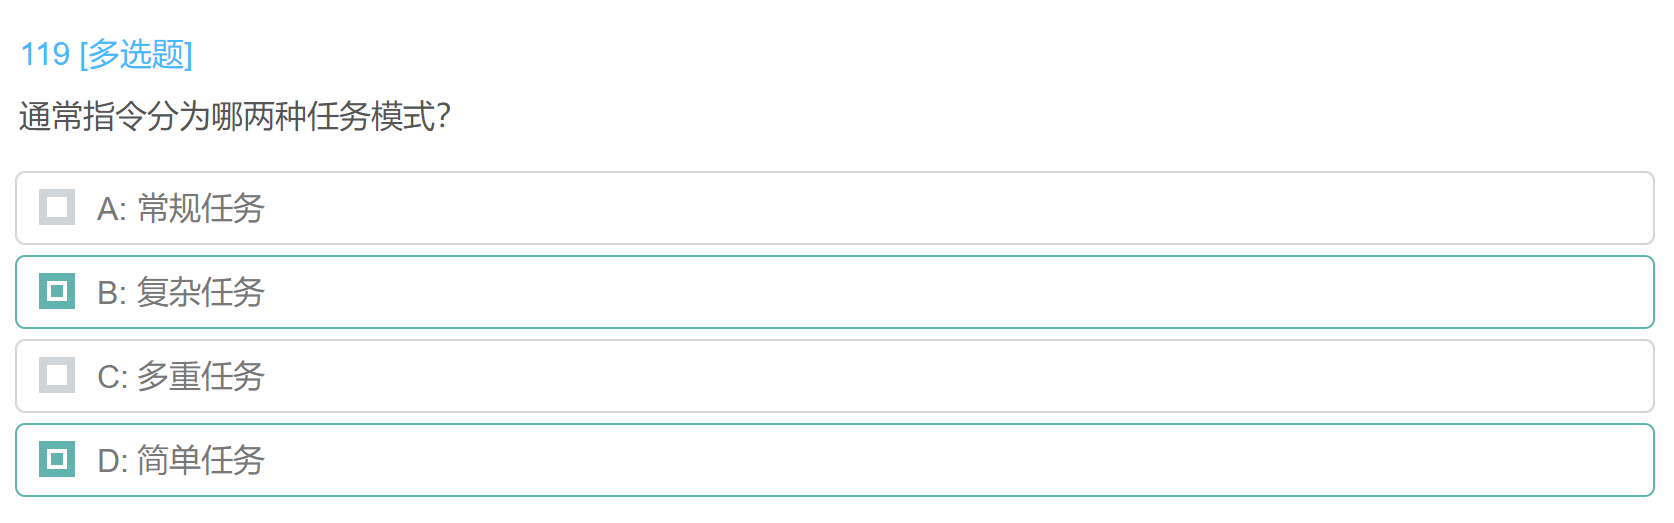 119 [多选题]
通常指令分为哪两种任务模式？
A: 常规任务
B: 复杂任务
C: 多重任务
D: 简单任务